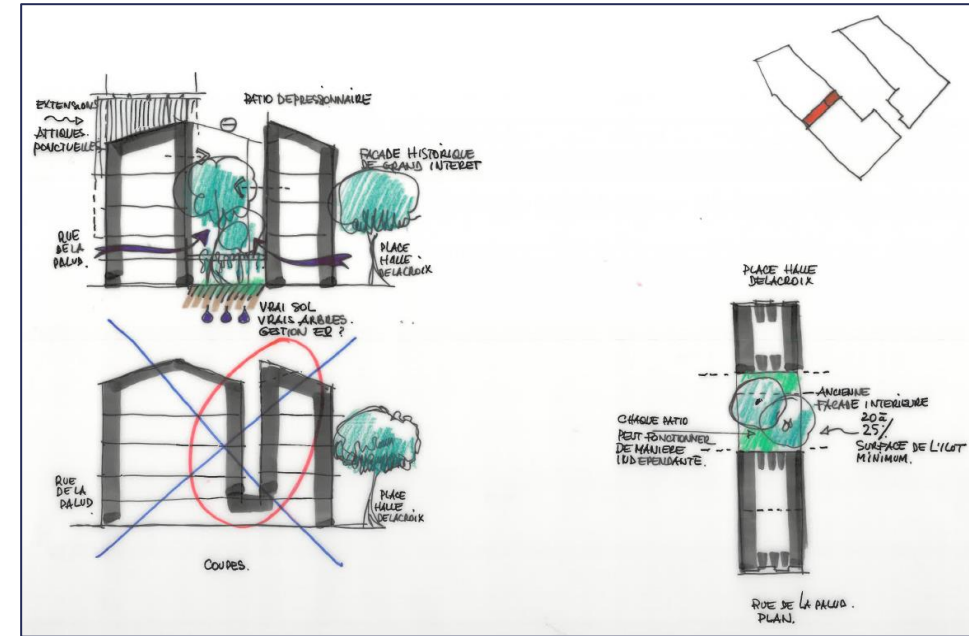 EXTENSIONS
ATTIQUES.
PONCTUELLES
PATIO DEPRESSIONNAIRE
FACADE HISTORIQUE
DE GRAND INTERET
RUE
DE LA
PALUD.
PLACE
HALLE
DELACROIX
VRAI SOL
VRAIS ARBRES.
GESTION EP ?
RUE
DE LA
PALUD
PLACE
HALLE
DELACROIX
COUPES.
PLACE HALLE
DELACROIX
ANCIENNE
FACADE INTERIEURE
20 à
25%
SURFACE DE L'ILOT
MINIMUM.
CHAQUE PATIO
PEUT FONCTIONNER
DE MANIERE
INDEPENDANTE.
RUE DE LA PALUD.
PLAN.